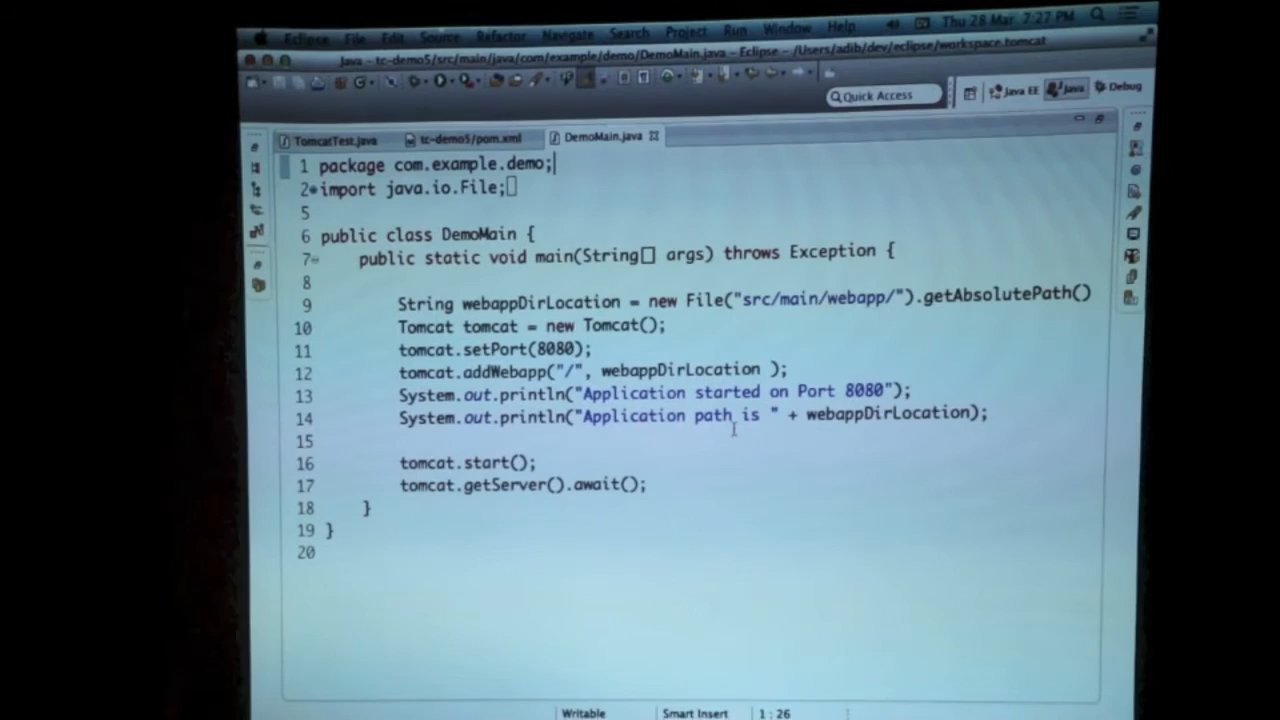 Eclipse File Edit Source Refactor Navigate Search Project Run Window Help Thu 28 Mar 7:27 PM
Java – tc-demo5/src/main/java/com/example/demo/DemoMain.java – Eclipse – /Users/adib/dev/eclipse/workspace.tomcat
Quick Access Java EE Java Debug
TomcatTest.java tc-demo5/pom.xml DemoMain.java
1 package com.example.demo;
2 import java.io.File;
5
6 public class DemoMain {
7 public static void main(String[] args) throws Exception {
8
9 String webappDirLocation = new File("src/main/webapp/").getAbsolutePath()
10 Tomcat tomcat = new Tomcat();
11 tomcat.setPort(8080);
12 tomcat.addWebapp("/", webappDirLocation );
13 System.out.println("Application started on Port 8080");
14 System.out.println("Application path is " + webappDirLocation);
15
16 tomcat.start();
17 tomcat.getServer().await();
18 }
19 }
20
Writable Smart Insert 1 : 26